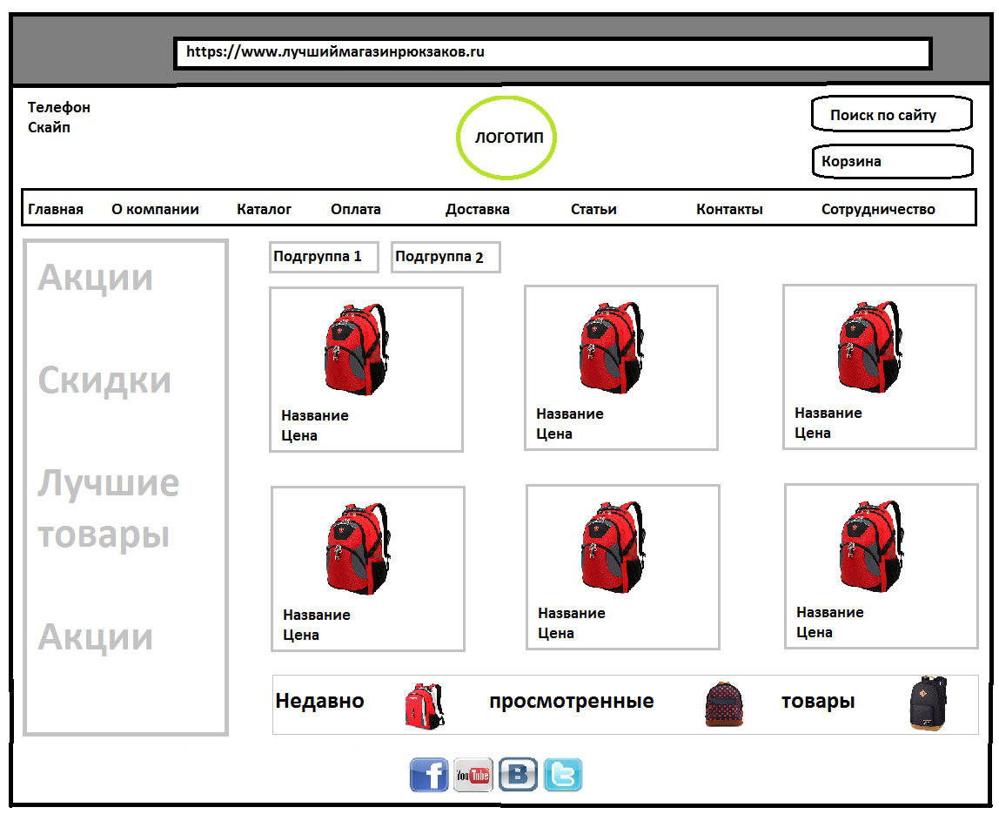 https://www.лучшиймагазинрюкзаков.ru
Телефон
Скайп
ЛОГОТИП
Поиск по сайту
Корзина
Главная О компании Каталог Оплата Доставка Статьи Контакты Сотрудничество
Акции
Скидки
Лучшие
товары
Акции
Подгруппа 1 Подгруппа 2
Название
Цена
Название
Цена
Название
Цена
Название
Цена
Название
Цена
Название
Цена
Недавно просмотренные товары
f You Tube B t